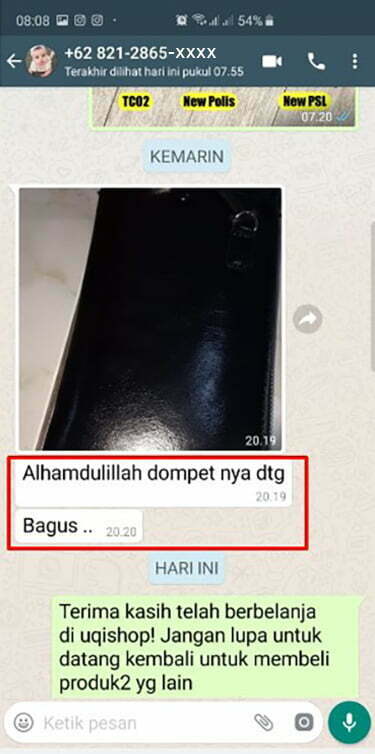 08:08 54%
+62 821-2865-xxxx
Terakhir dilihat hari ini pukul 07.55
TC02 New Polis New PSL
07.20
KEMARIN
20.19
Alhamdulillah dompet nya dtg
20.19
Bagus .. 20.20
HARI INI
Terima kasih telah berbelanja
di uqishop! Jangan lupa untuk
datang kembali untuk membeli
produk2 yg lain
Ketik pesan